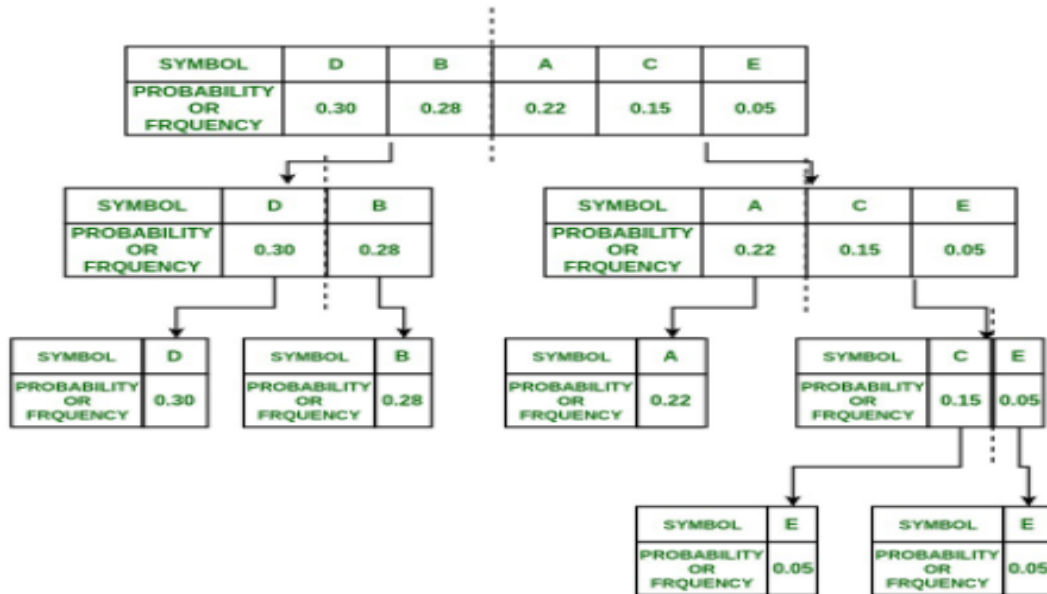 SYMBOL D B A C E
PROBABILITY OR FRQUENCY 0.30 0.28 0.22 0.15 0.05
SYMBOL D B
PROBABILITY OR FRQUENCY 0.30 0.28
SYMBOL A C E
PROBABILITY OR FRQUENCY 0.22 0.15 0.05
SYMBOL D
PROBABILITY OR FRQUENCY 0.30
SYMBOL B
PROBABILITY OR FRQUENCY 0.28
SYMBOL A
PROBABILITY OR FRQUENCY 0.22
SYMBOL C E
PROBABILITY OR FRQUENCY 0.15 0.05
SYMBOL E
PROBABILITY OR FRQUENCY 0.05
SYMBOL E
PROBABILITY OR FRQUENCY 0.05